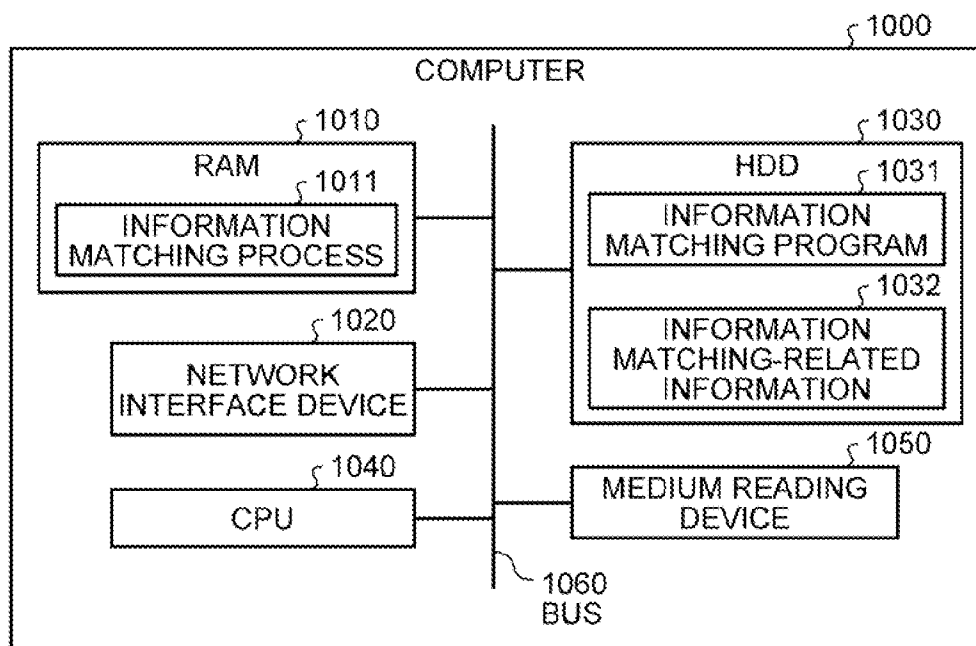 1000
COMPUTER
1010
RAM
1011
INFORMATION
MATCHING PROCESS
1020
NETWORK
INTERFACE DEVICE
1040
CPU
1030
HDD
1031
INFORMATION
MATCHING PROGRAM
1032
INFORMATION
MATCHING-RELATED
INFORMATION
1050
MEDIUM READING
DEVICE
1060
BUS